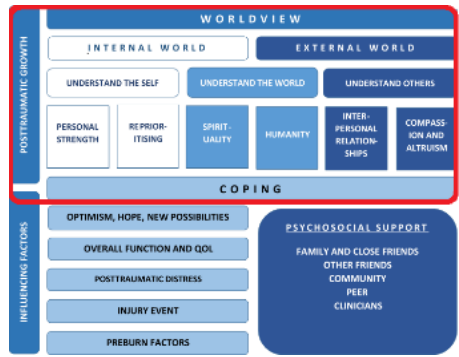 WORLDVIEW
POSTTRAUMATIC GROWTH
INTERNAL WORLD
EXTERNAL WORLD
UNDERSTAND THE SELF
UNDERSTAND THE WORLD
UNDERSTAND OTHERS
PERSONAL
STRENGTH
REPRIOR-
ITISING
SPIRIT-
UALITY
HUMANITY
INTER-
PERSONAL
RELATION-
SHIPS
COMPASS-
ION AND
ALTRUISM
COPING
INFLUENCING FACTORS
OPTIMISM, HOPE, NEW POSSIBILITIES
OVERALL FUNCTION AND QOL
POSTTRAUMATIC DISTRESS
INJURY EVENT
PREBURN FACTORS
PSYCHOSOCIAL SUPPORT
FAMILY AND CLOSE FRIENDS
OTHER FRIENDS
COMMUNITY
PEER
CLINICIANS